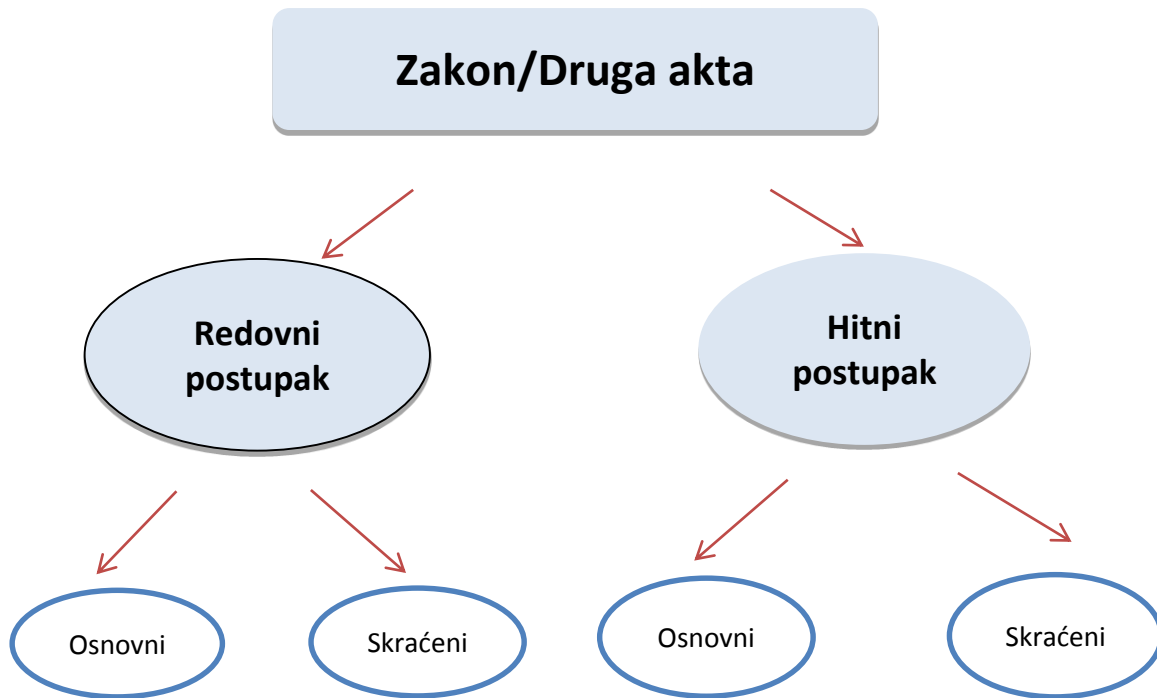 Zakon/Druga akta
Redovni
postupak
Hitni
postupak
Osnovni
Skraćeni
Osnovni
Skraćeni